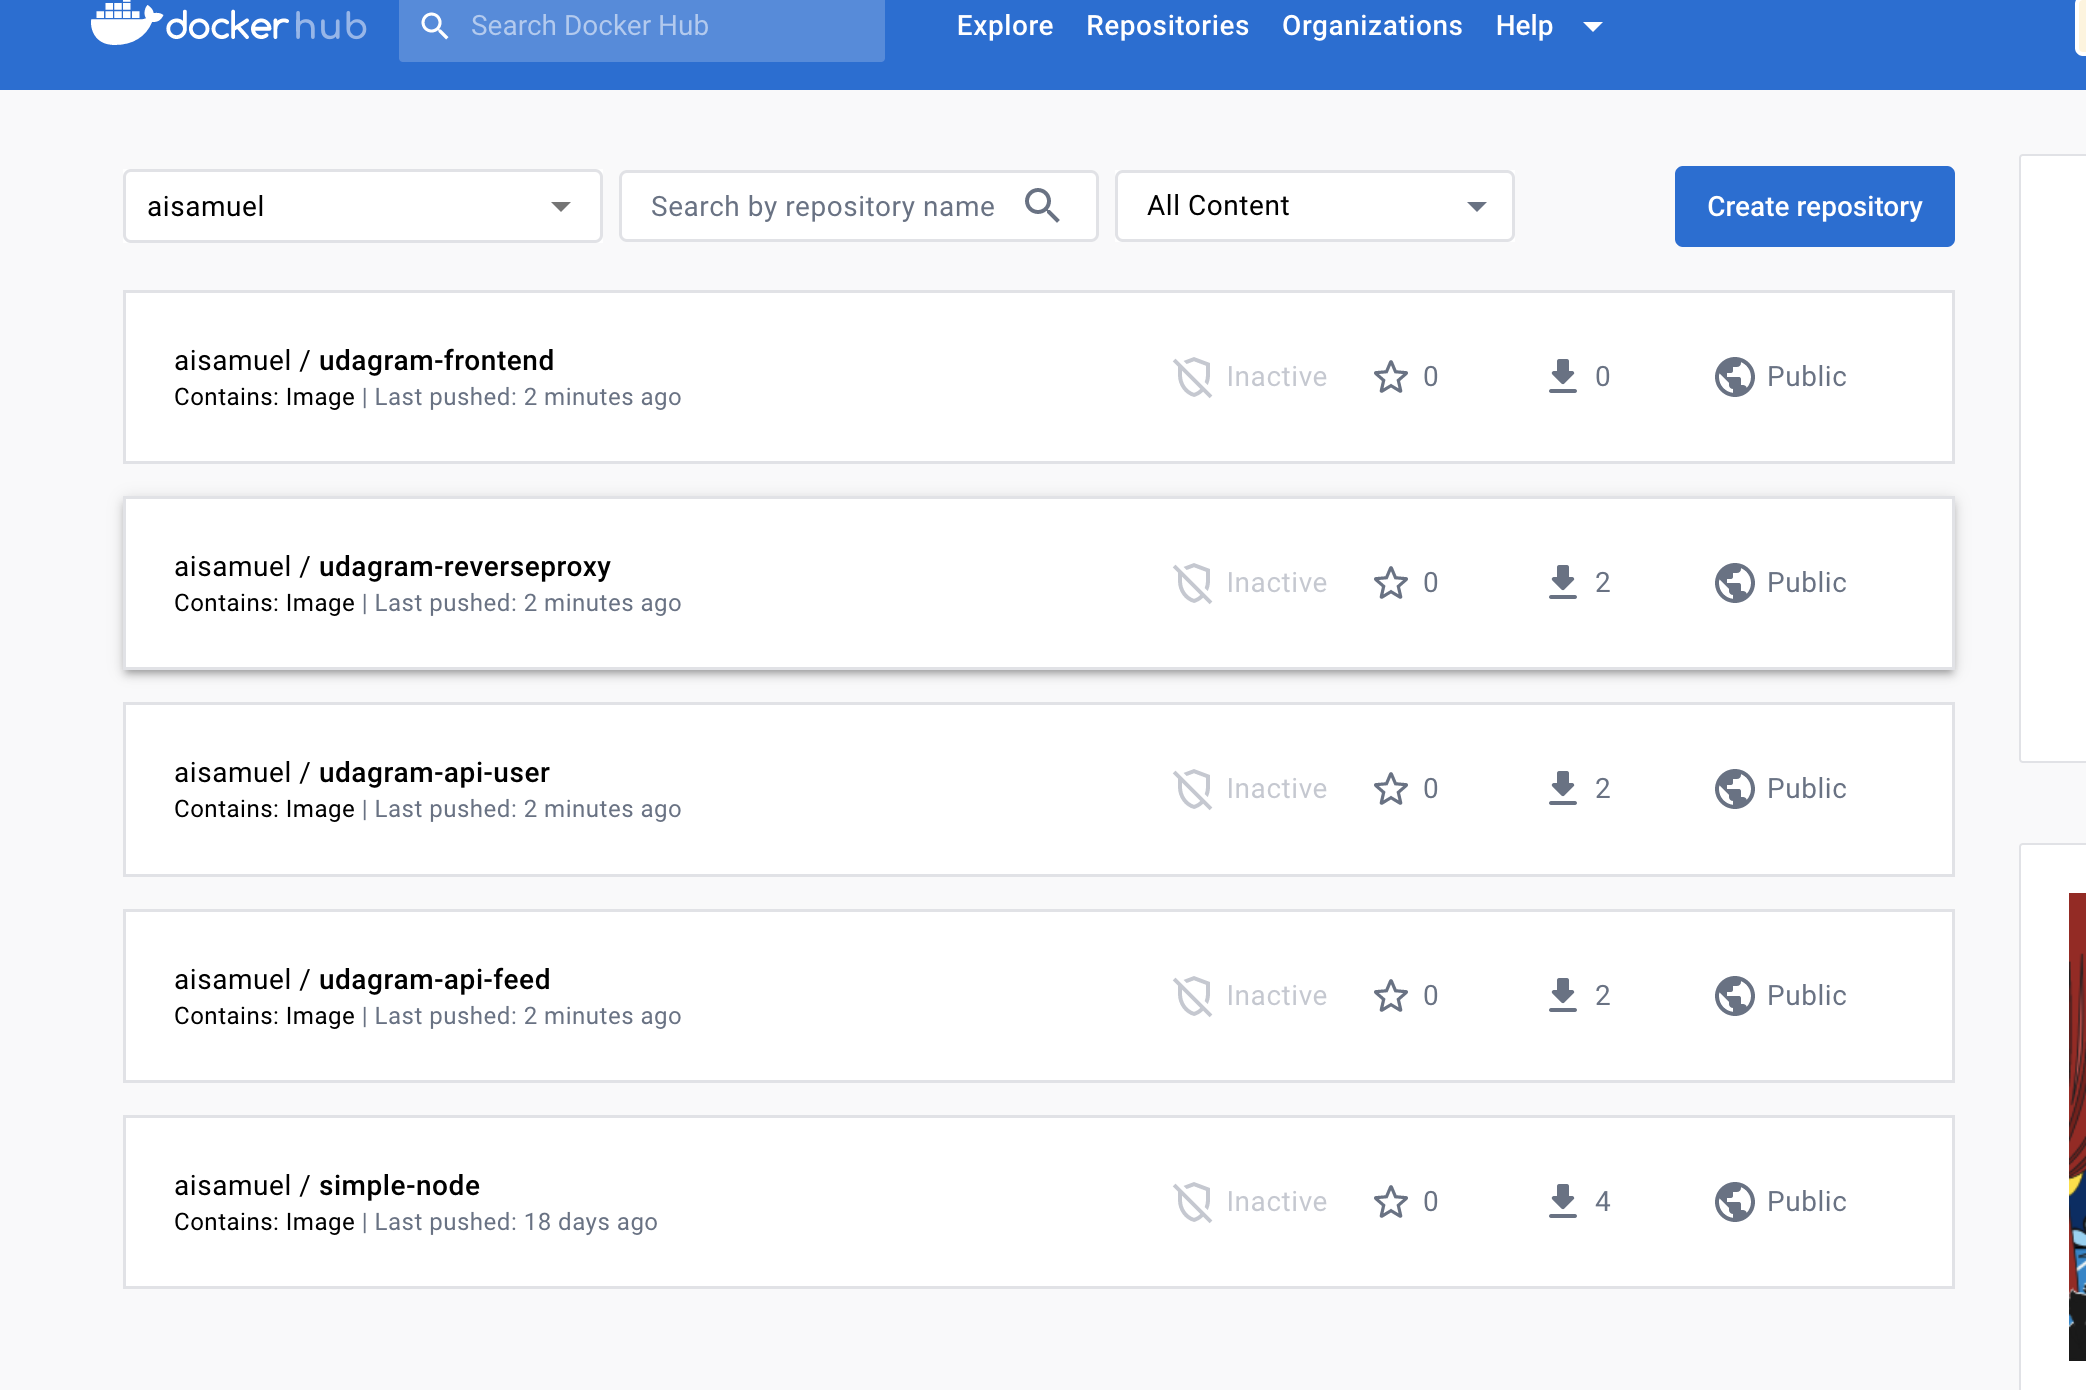 docker hub
Search Docker Hub
Explore Repositories Organizations Help
aisamuel
Search by repository name
All Content
Create repository
aisamuel / udagram-frontend
Contains: Image | Last pushed: 2 minutes ago
Inactive 0 0 Public
aisamuel / udagram-reverseproxy
Contains: Image | Last pushed: 2 minutes ago
Inactive 0 2 Public
aisamuel / udagram-api-user
Contains: Image | Last pushed: 2 minutes ago
Inactive 0 2 Public
aisamuel / udagram-api-feed
Contains: Image | Last pushed: 2 minutes ago
Inactive 0 2 Public
aisamuel / simple-node
Contains: Image | Last pushed: 18 days ago
Inactive 0 4 Public